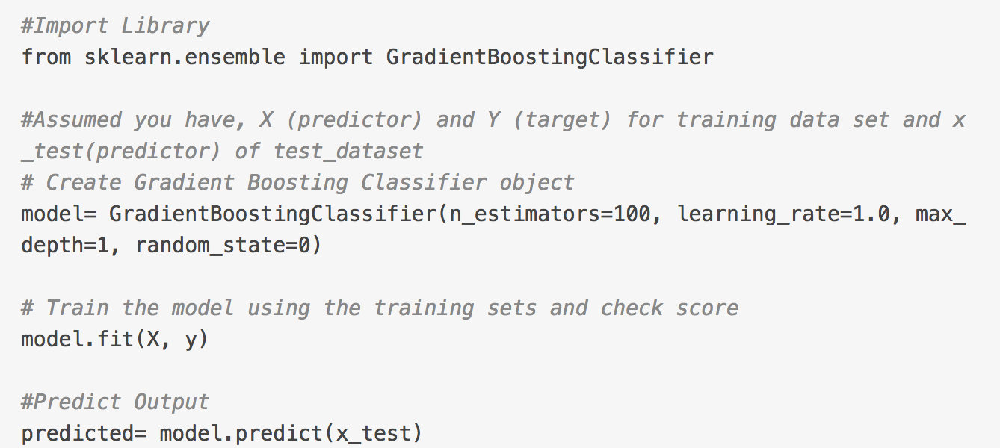 #Import Library
from sklearn.ensemble import GradientBoostingClassifier
#Assumed you have, X (predictor) and Y (target) for training data set and x
_test(predictor) of test_dataset
# Create Gradient Boosting Classifier object
model= GradientBoostingClassifier(n_estimators=100, learning_rate=1.0, max_
depth=1, random_state=0)
# Train the model using the training sets and check score
model.fit(X, y)
#Predict Output
predicted= model.predict(x_test)